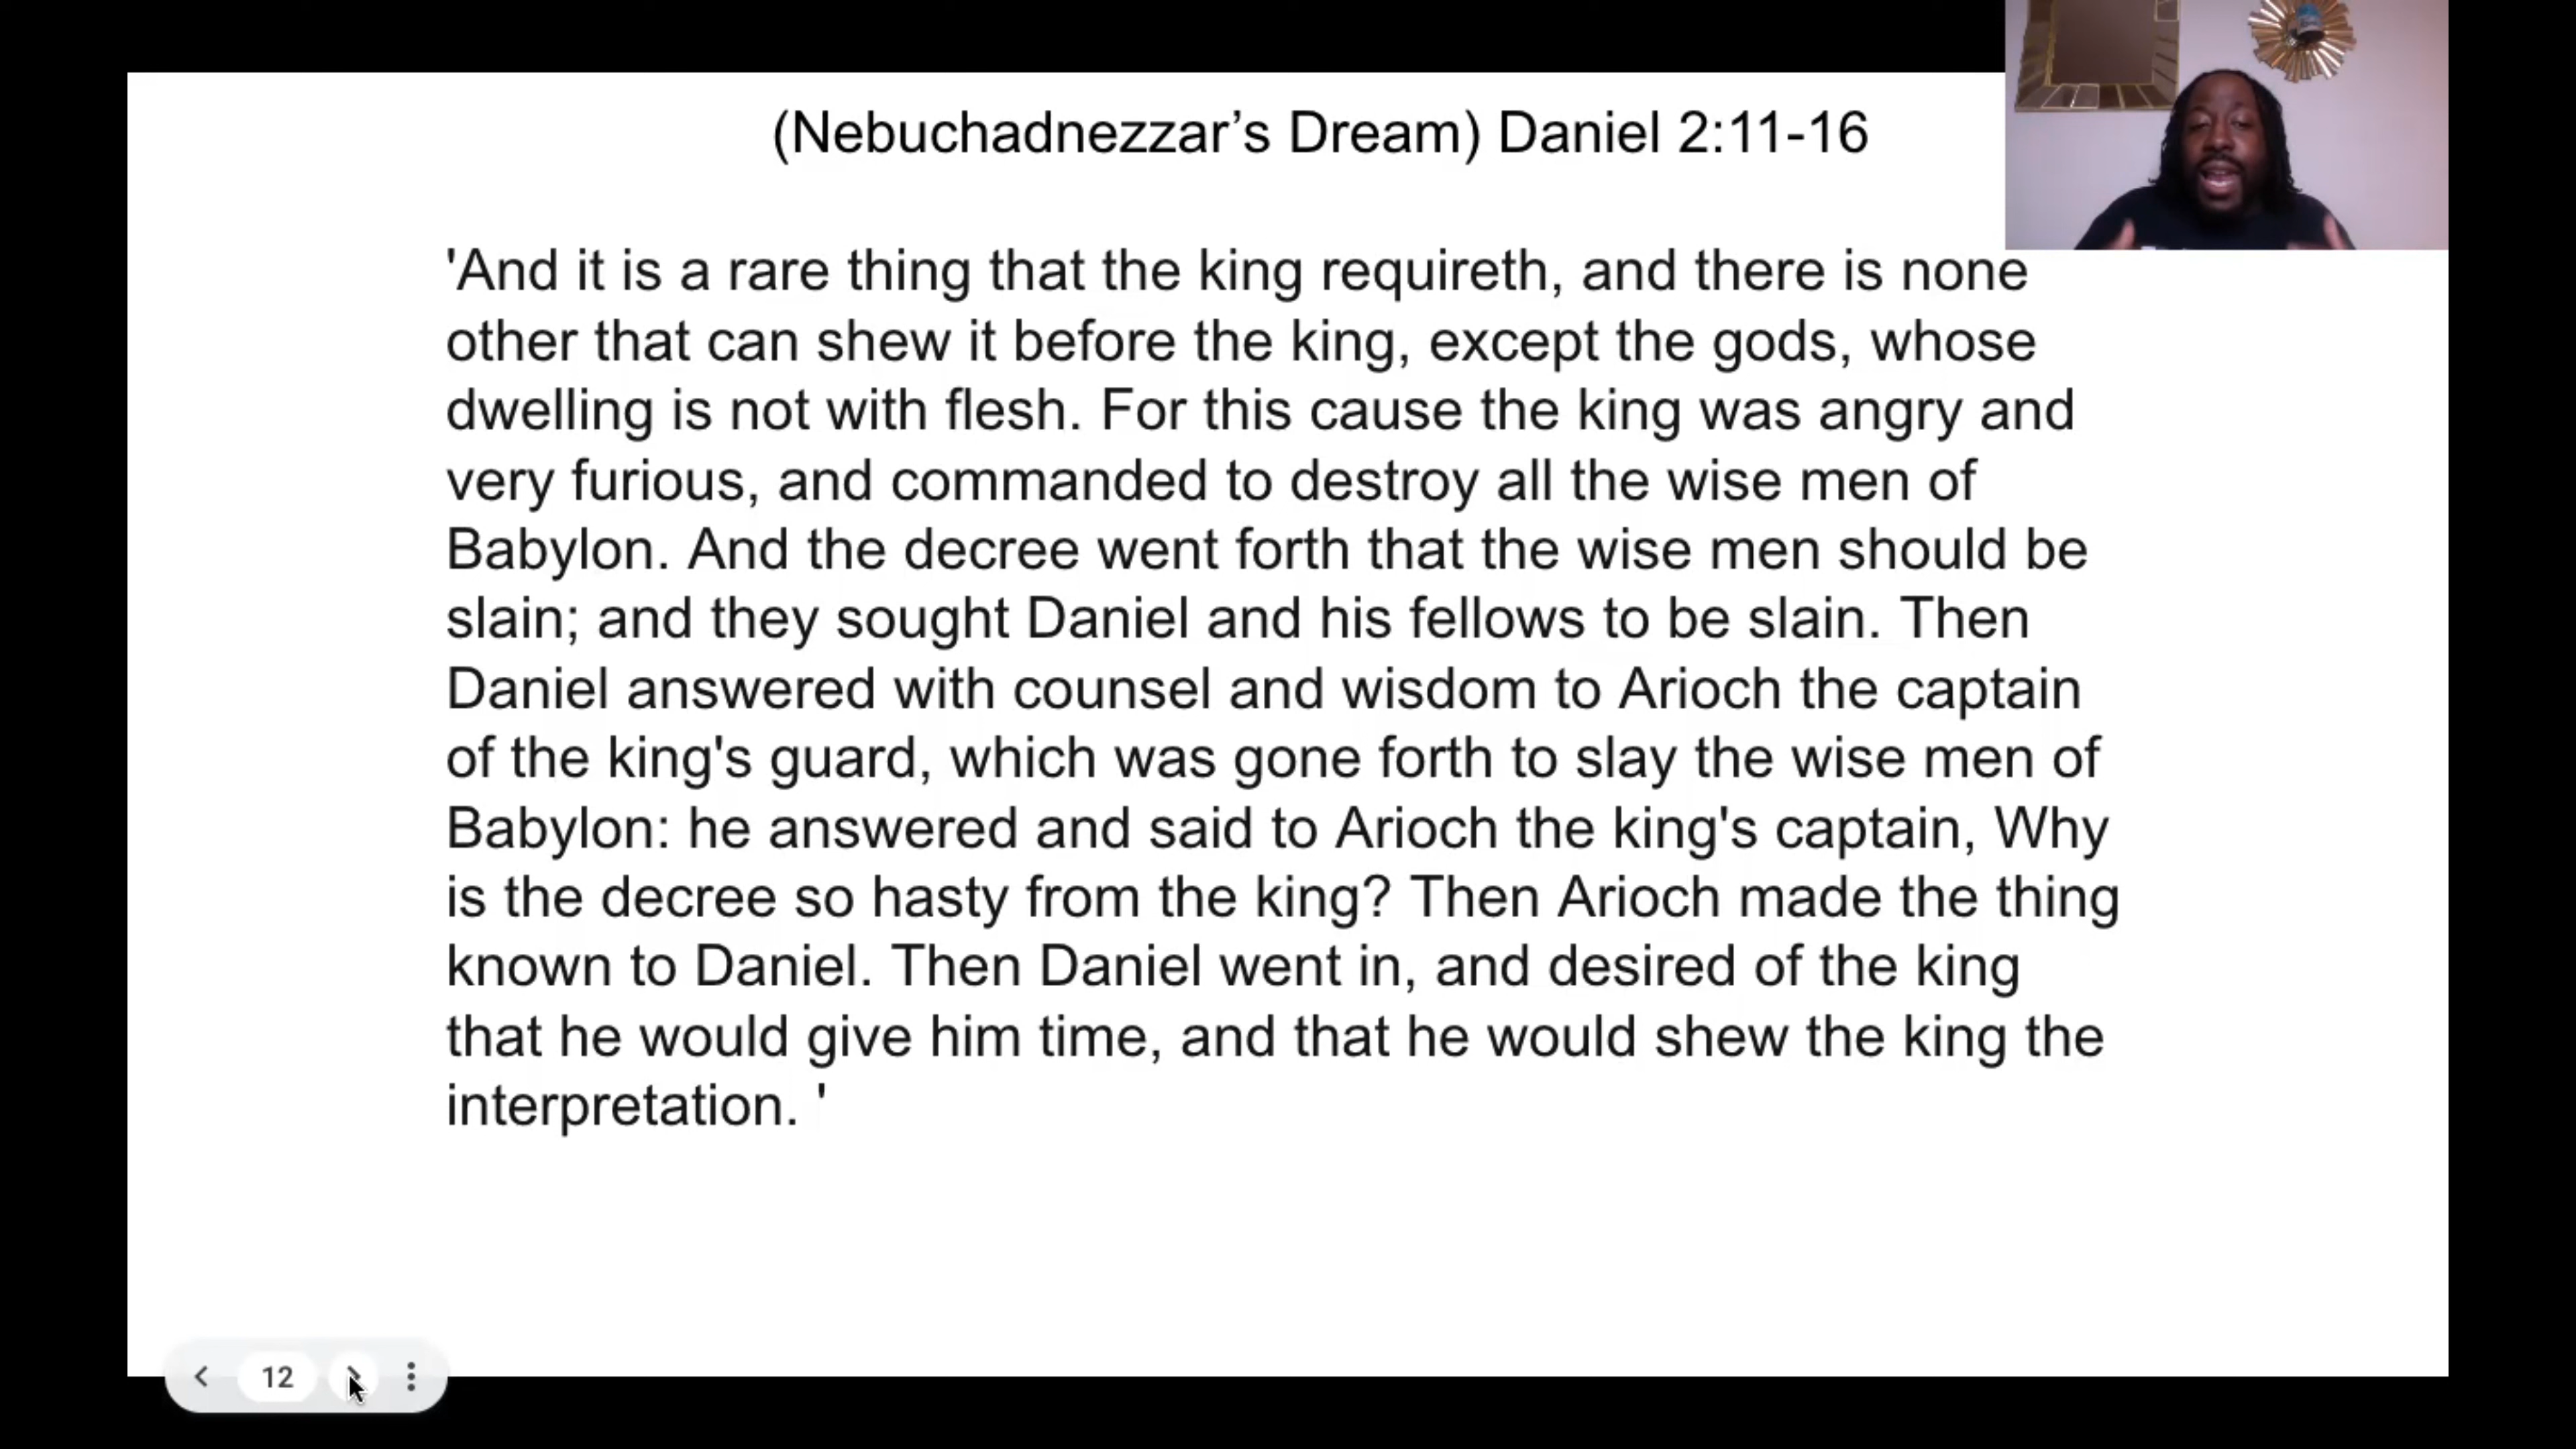 (Nebuchadnezzar’s Dream) Daniel 2:11-16
'And it is a rare thing that the king requireth, and there is none
other that can shew it before the king, except the gods, whose
dwelling is not with flesh. For this cause the king was angry and
very furious, and commanded to destroy all the wise men of
Babylon. And the decree went forth that the wise men should be
slain; and they sought Daniel and his fellows to be slain. Then
Daniel answered with counsel and wisdom to Arioch the captain
of the king's guard, which was gone forth to slay the wise men of
Babylon: he answered and said to Arioch the king's captain, Why
is the decree so hasty from the king? Then Arioch made the thing
known to Daniel. Then Daniel went in, and desired of the king
that he would give him time, and that he would shew the king the
interpretation. '
12